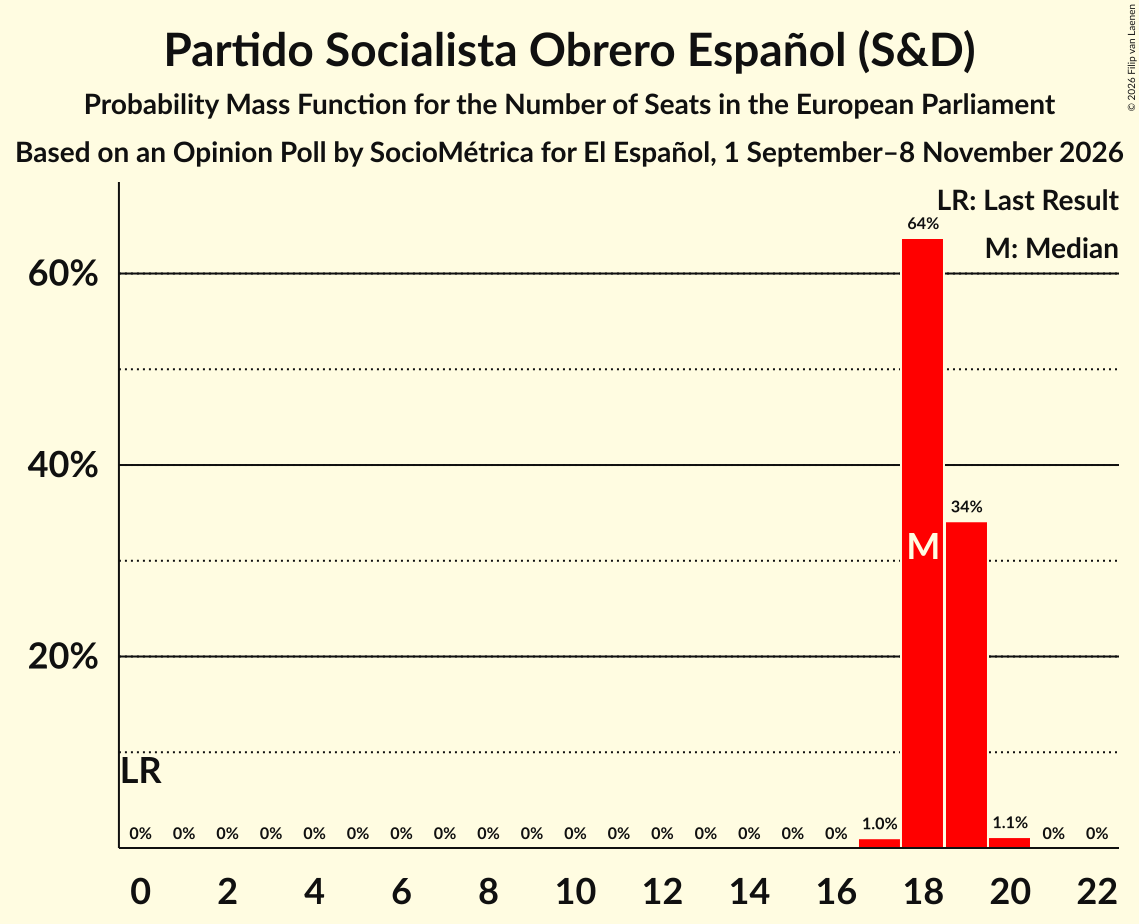 Partido Socialista Obrero Español (S&D)
Probability Mass Function for the Number of Seats in the European Parliament
Based on an Opinion Poll by SocioMétrica for El Español, 1 September–8 November 2026
© 2026 Filip van Laenen
LR: Last Result
M: Median
60%
40%
20%
64%
34%
M
LR
0% 0% 0% 0% 0% 0% 0% 0% 0% 0% 0% 0% 0% 0% 0% 0% 0% 1.0% 1.1% 0% 0%
0 2 4 6 8 10 12 14 16 18 20 22